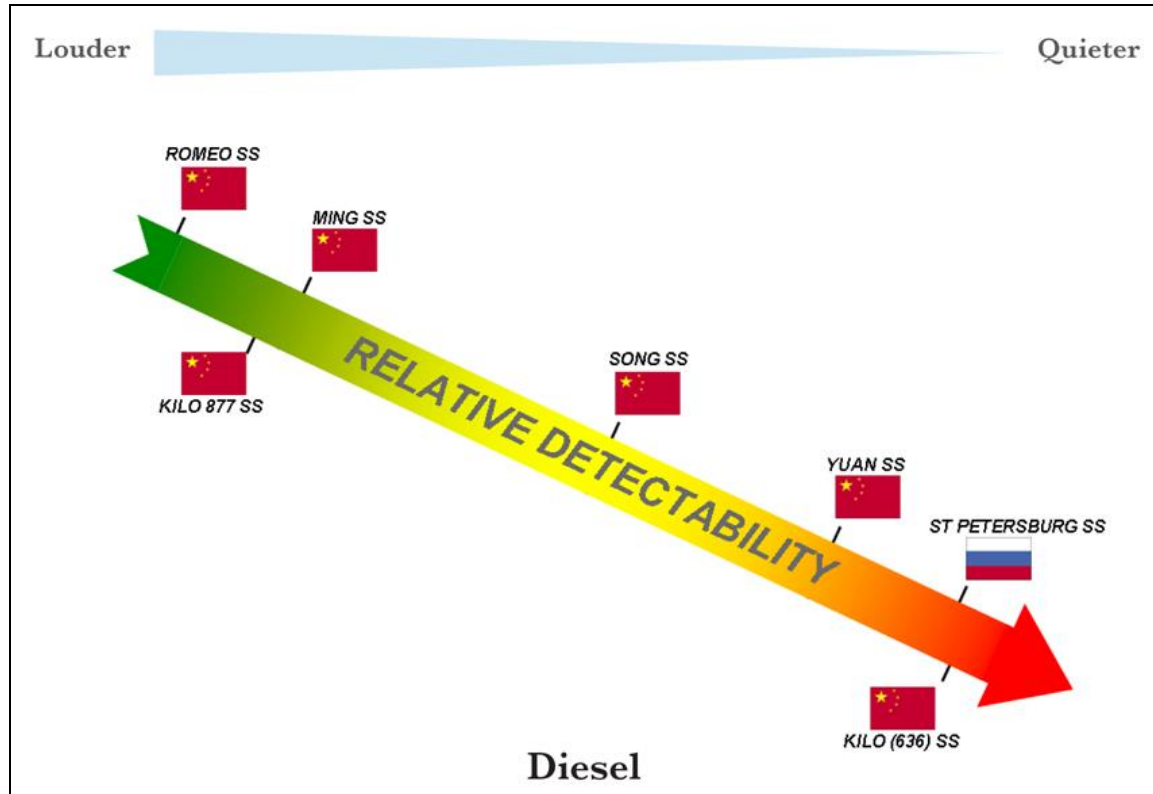 Louder
Quieter
ROMEO SS
MING SS
KILO 877 SS
SONG SS
RELATIVE DETECTABILITY
YUAN SS
ST PETERSBURG SS
KILO (636) SS
Diesel